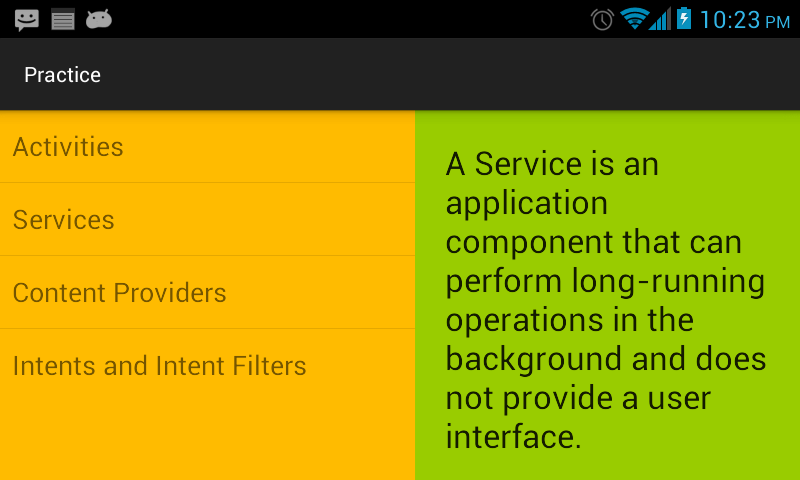 10:23 PM
Practice
Activities
Services
Content Providers
Intents and Intent Filters
A Service is an
application
component that can
perform long-running
operations in the
background and does
not provide a user
interface.